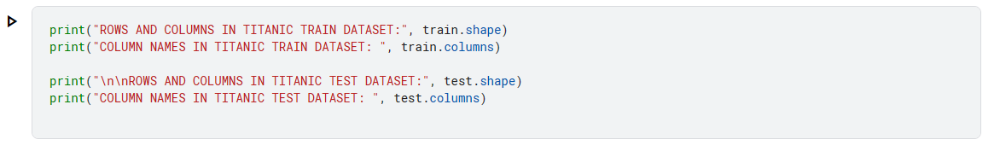 print("ROWS AND COLUMNS IN TITANIC TRAIN DATASET:", train.shape)
print("COLUMN NAMES IN TITANIC TRAIN DATASET: ", train.columns)
print("\n\nROWS AND COLUMNS IN TITANIC TEST DATASET:", test.shape)
print("COLUMN NAMES IN TITANIC TEST DATASET: ", test.columns)